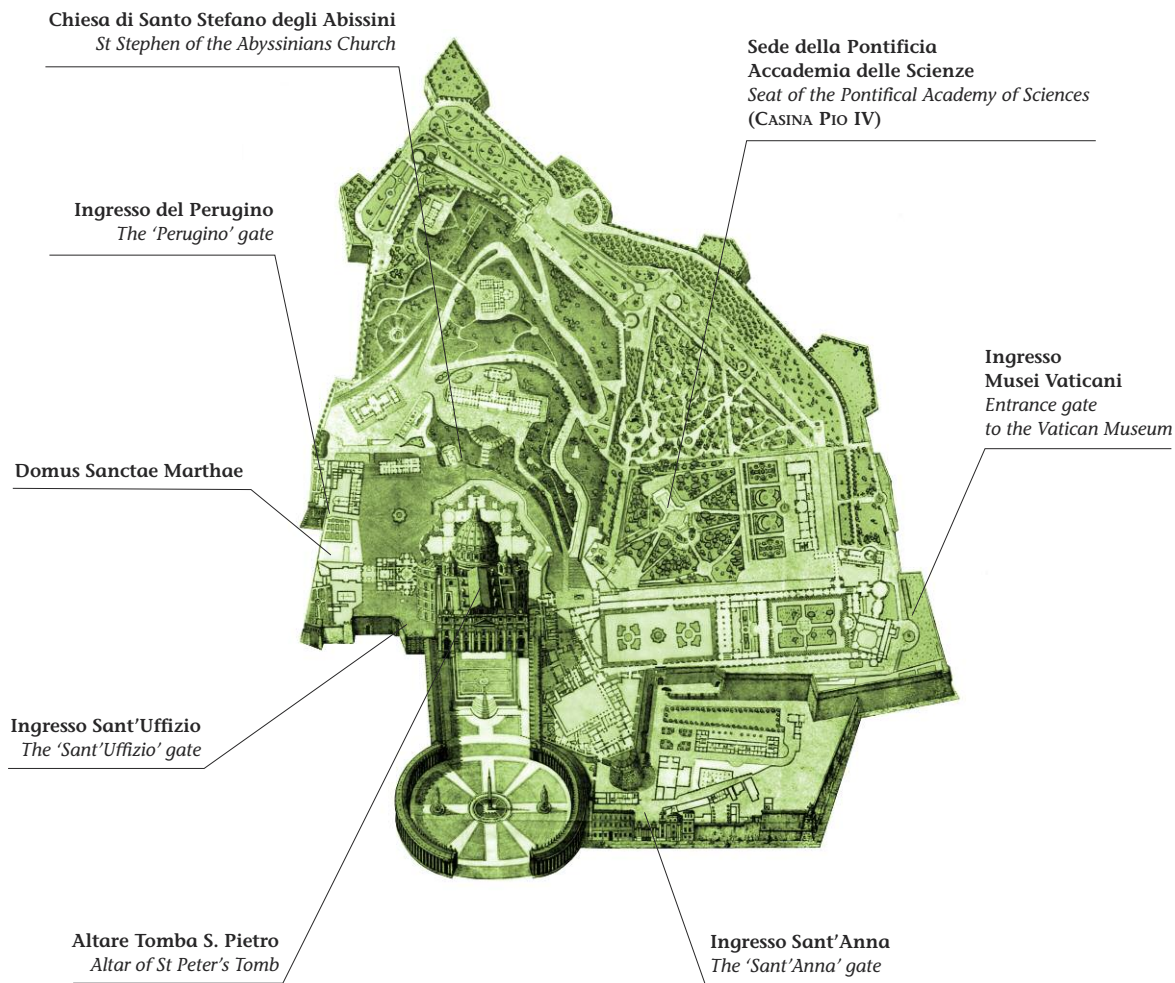 Chiesa di Santo Stefano degli Abissini
St Stephen of the Abyssinians Church
Sede della Pontificia
Accademia delle Scienze
Seat of the Pontifical Academy of Sciences
(CASINA PIO IV)
Ingresso del Perugino
The ‘Perugino’ gate
Ingresso
Musei Vaticani
Entrance gate
to the Vatican Museum
Domus Sanctae Marthae
Ingresso Sant’Uffizio
The ‘Sant’Uffizio’ gate
Altare Tomba S. Pietro
Altar of St Peter’s Tomb
Ingresso Sant’Anna
The ‘Sant’Anna’ gate